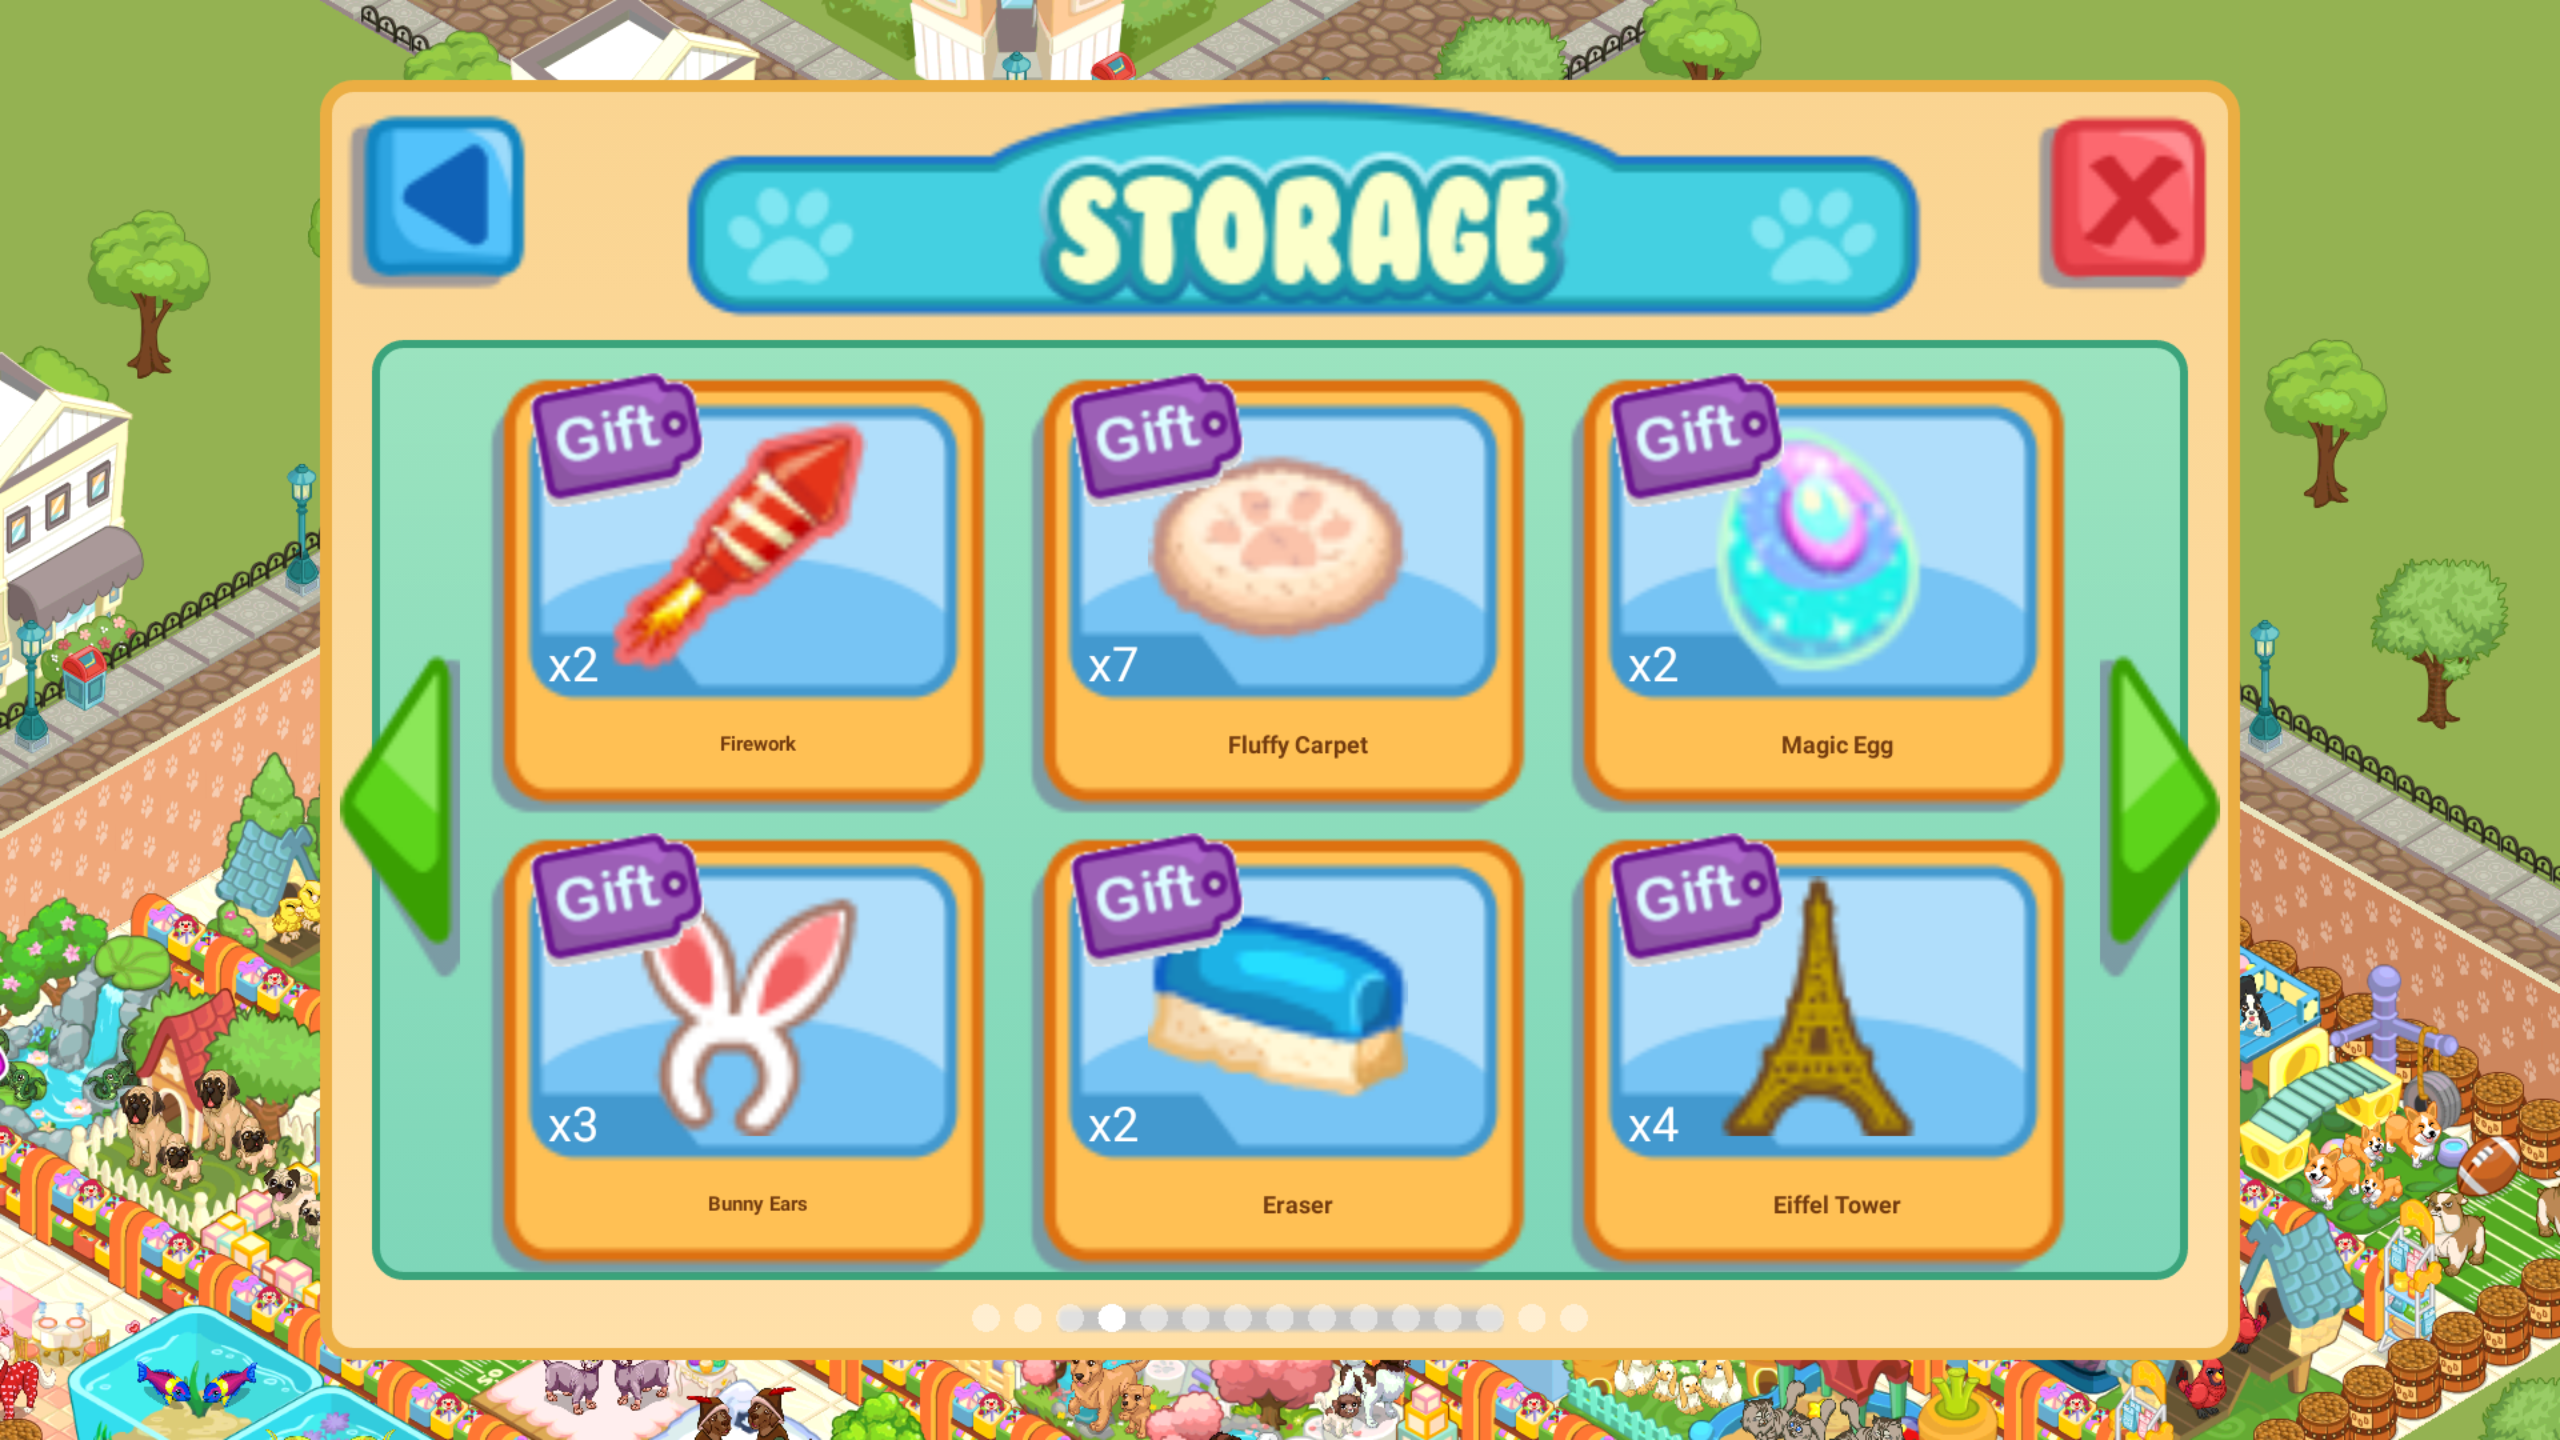 STORAGE
Gift
x2
Firework
Gift
x7
Fluffy Carpet
Gift
x2
Magic Egg
Gift
x3
Bunny Ears
Gift
x2
Eraser
Gift
x4
Eiffel Tower
50